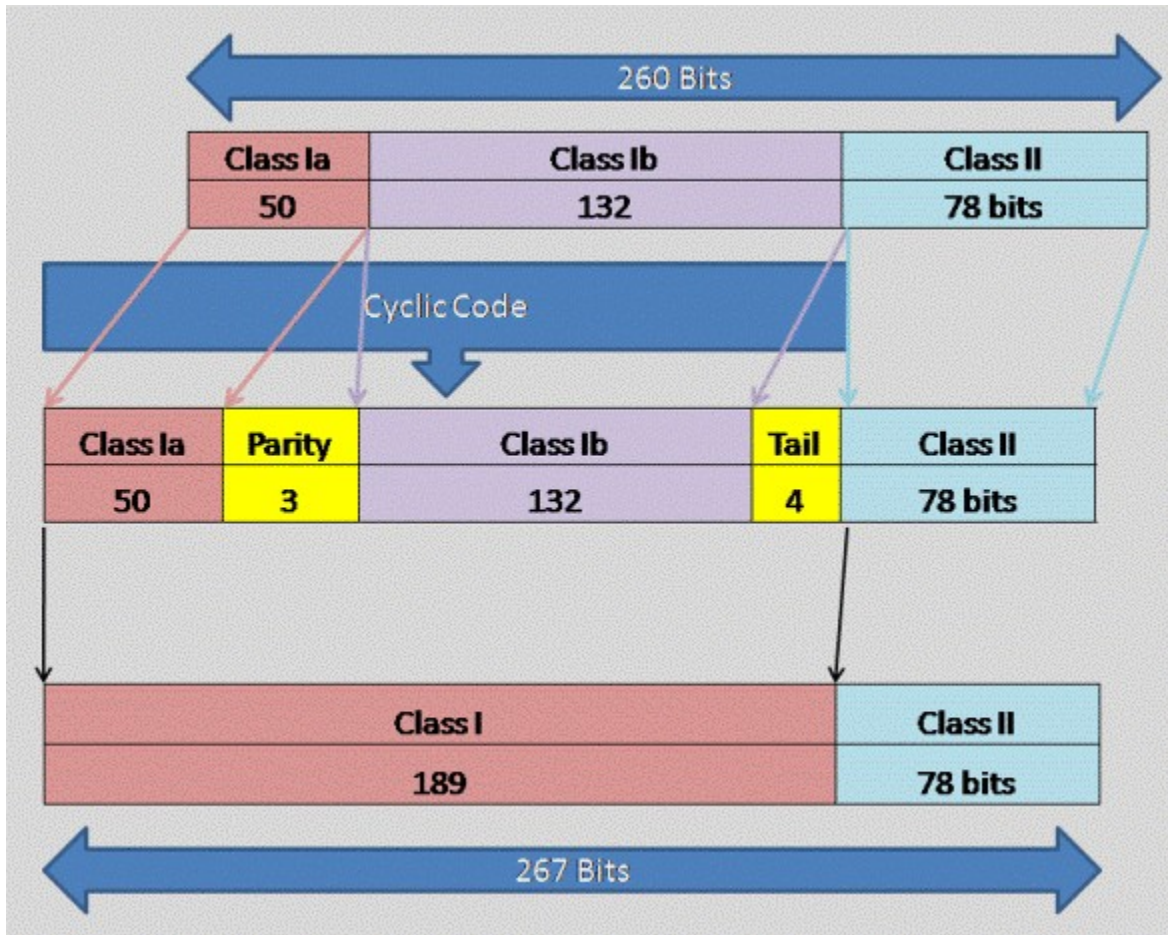 260 Bits
Class Ia Class Ib Class II
50 132 78 bits
Cyclic Code
Class Ia Parity Class Ib Tail Class II
50 3 132 4 78 bits
Class I Class II
189 78 bits
267 Bits